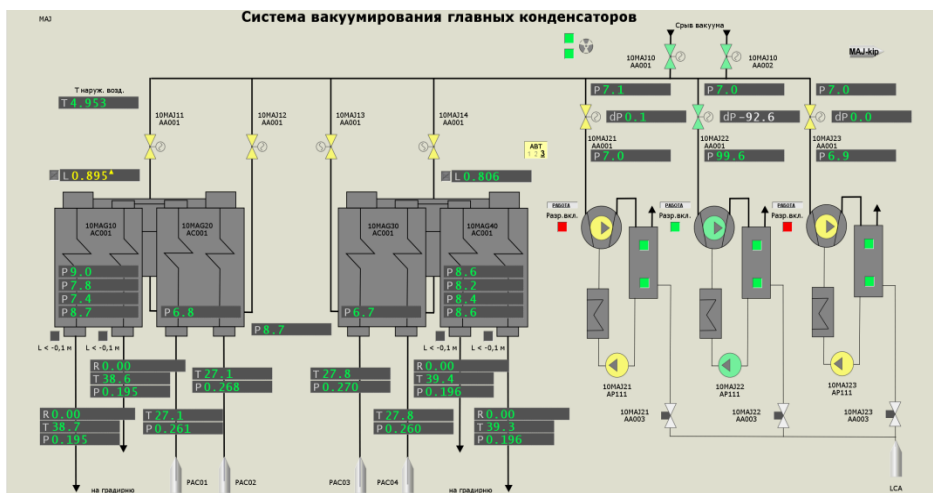 MAJ
Система вакуумирования главных конденсаторов
Срыв вакуума
10MAJ10
AA001
10MAJ10
AA002
MAJ-kip
T наруж. возд.
T 4.953
P 7.1
P 7.0
P 7.0
10MAJ11
AA001
10MAJ12
AA001
10MAJ13
AA001
10MAJ14
AA001
dP 0.1
dP -92.6
dP 0.0
10MAJ21
AA001
10MAJ22
AA001
10MAJ23
AA001
АВТ
1 2 3
P 7.0
P 99.6
P 6.9
L 0.895
L 0.806
РАБОТА
Разр.вкл.
РАБОТА
Разр.вкл.
РАБОТА
Разр.вкл.
10MAG10
AC001
10MAG20
AC001
10MAG30
AC001
10MAG40
AC001
P 9.0
P 7.8
P 7.4
P 8.7
P 6.8
P 6.7
P 8.6
P 8.2
P 8.4
P 8.6
P 8.7
L < -0,1 м
L < -0,1 м
L < -0,1 м
L < -0,1 м
R 0.00
T 38.6
P 0.195
T 27.1
P 0.268
T 27.8
P 0.270
R 0.00
T 39.4
P 0.196
10MAJ21
AP111
10MAJ22
AP111
10MAJ23
AP111
R 0.00
T 38.7
P 0.195
T 27.1
P 0.261
T 27.8
P 0.260
R 0.00
T 39.3
P 0.196
10MAJ21
AA003
10MAJ22
AA003
10MAJ23
AA003
на градирню
PAC01
PAC02
PAC03
PAC04
на градирню
LCA